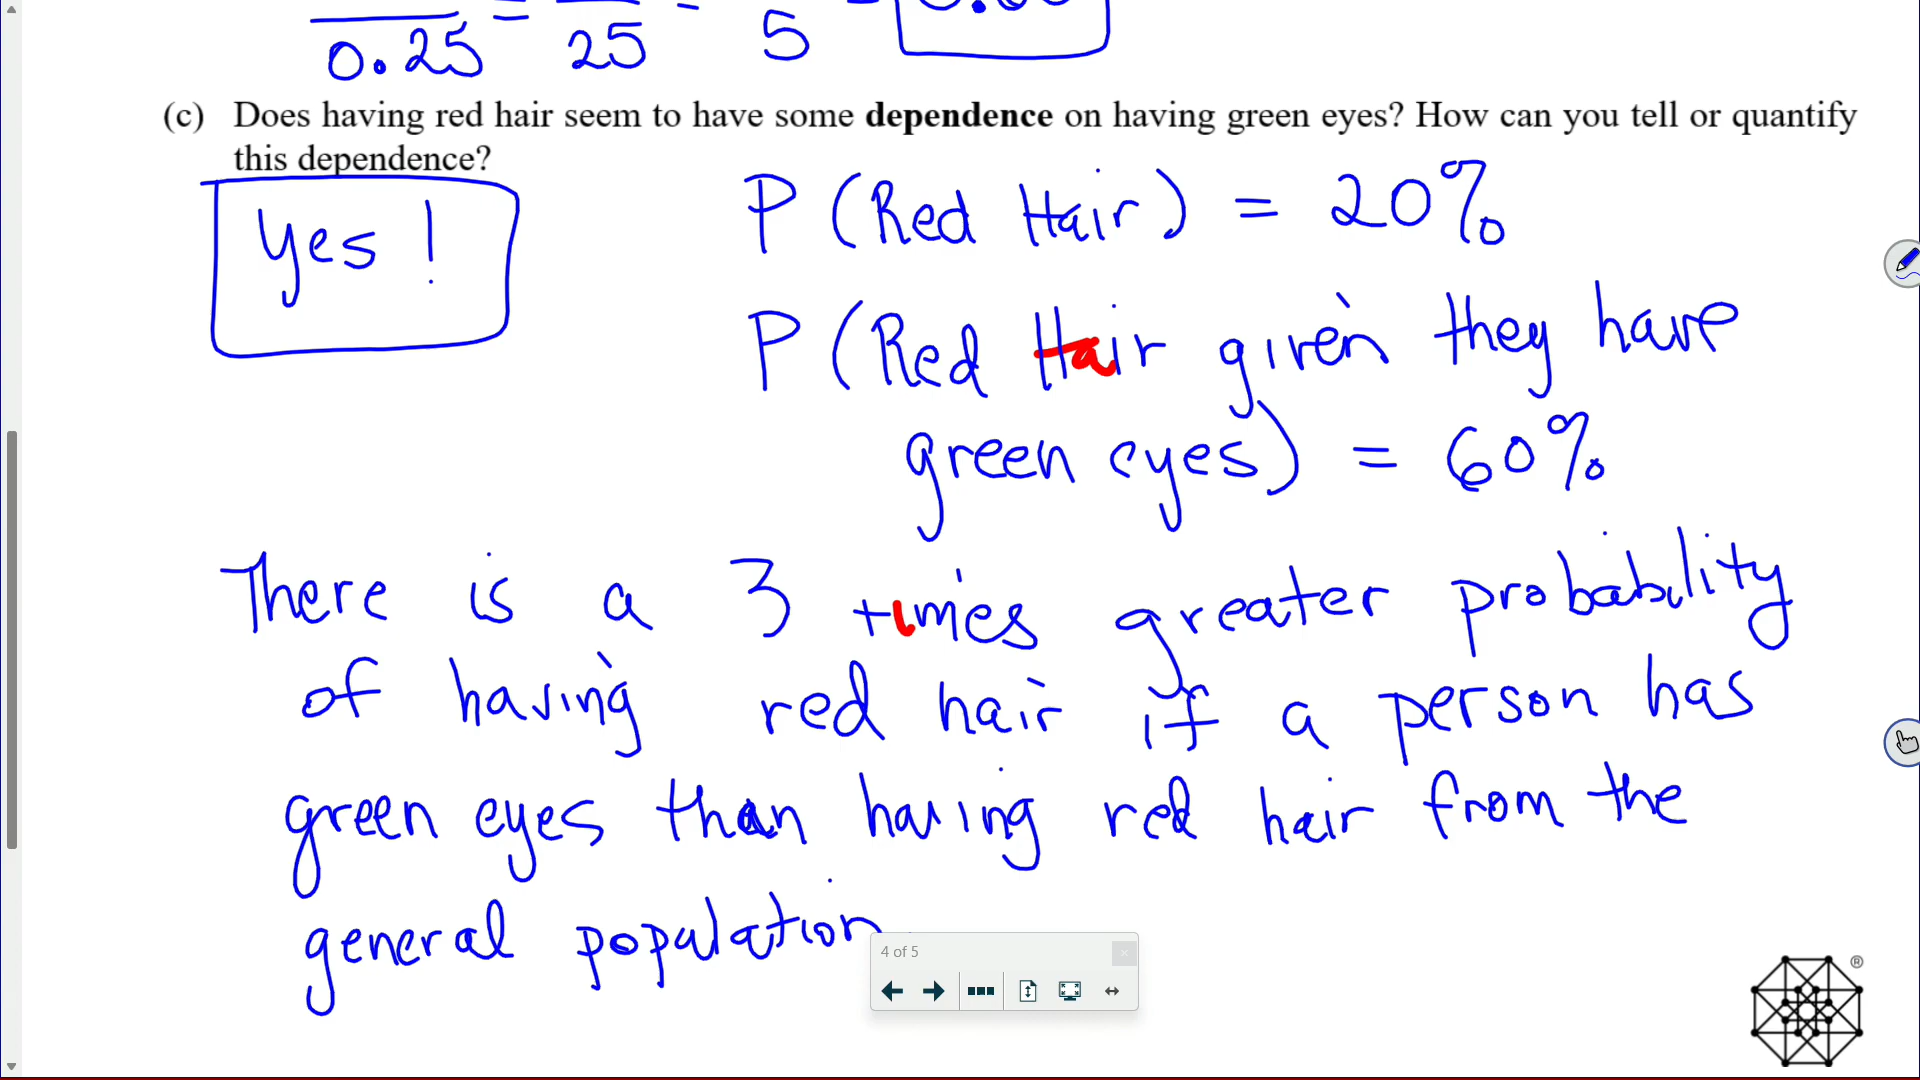 0.25 = 25 5
(c) Does having red hair seem to have some dependence on having green eyes? How can you tell or quantify
this dependence?
Yes!
P (Red Hair) = 20%
P (Red Hair given they have
green eyes) = 60%
There is a 3 times greater probability
of having red hair if a person has
green eyes than having red hair from the
general population
4 of 5
®